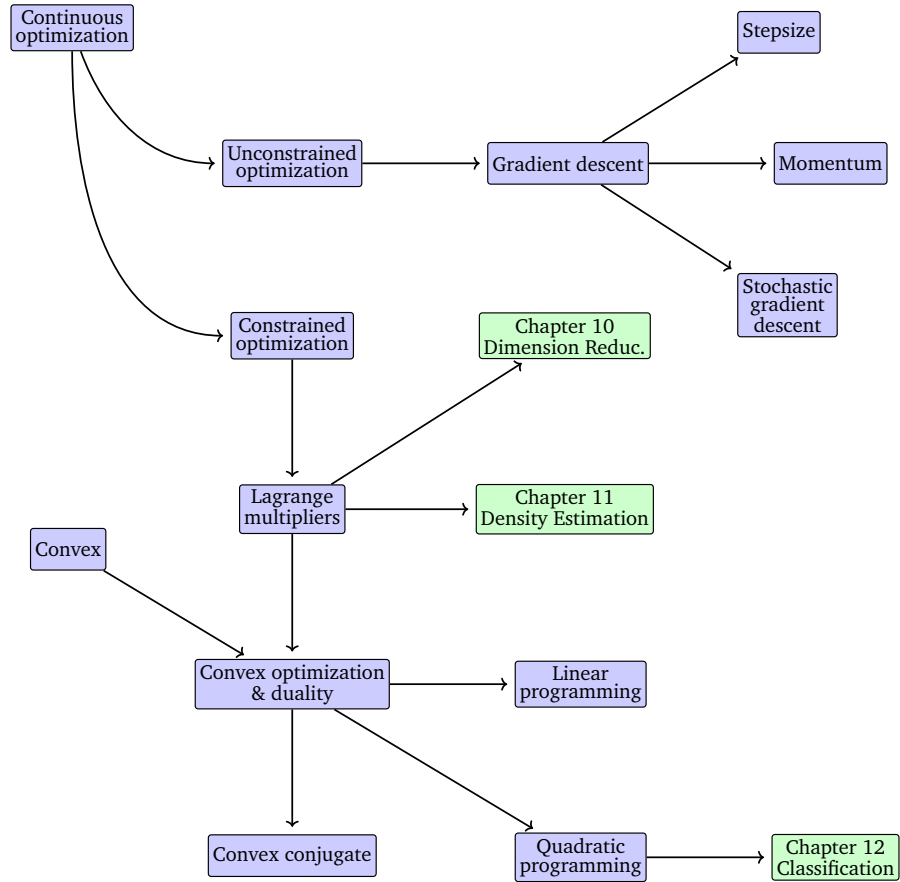 Continuous
optimization
Stepsize
Unconstrained
optimization
Gradient descent
Momentum
Stochastic
gradient
descent
Constrained
optimization
Chapter 10
Dimension Reduc.
Lagrange
multipliers
Chapter 11
Density Estimation
Convex
Convex optimization
& duality
Linear
programming
Convex conjugate
Quadratic
programming
Chapter 12
Classification